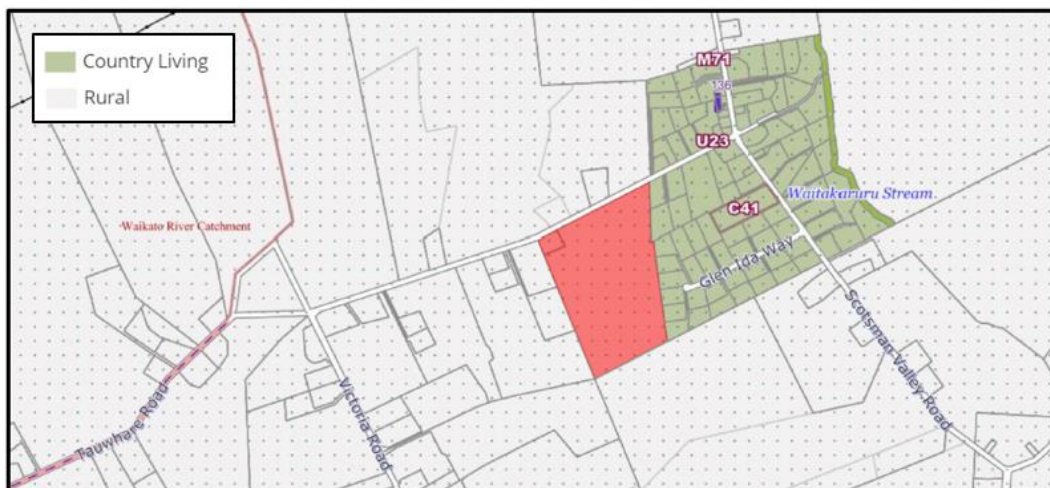 Country Living
Rural
M71
136
U23
Waitakaruru Stream
C41
Waikato River Catchment
Glen Ida Way
Scotsman Valley Road
Victoria Road
Tauwhare Road